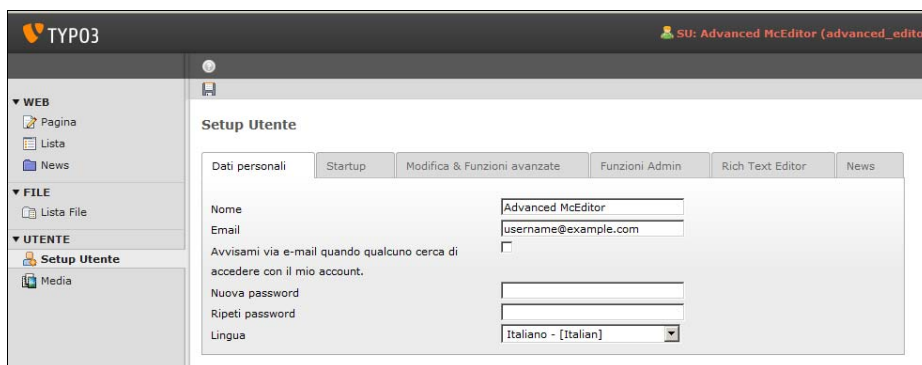 TYPO3
SU: Advanced McEditor (advanced_edito
WEB
Pagina
Lista
News
FILE
Lista File
UTENTE
Setup Utente
Media
Setup Utente
Dati personali Startup Modifica & Funzioni avanzate Funzioni Admin Rich Text Editor News
Nome Advanced McEditor
Email username@example.com
Avvisami via e-mail quando qualcuno cerca di
accedere con il mio account.
Nuova password
Ripeti password
Lingua Italiano - [Italian]